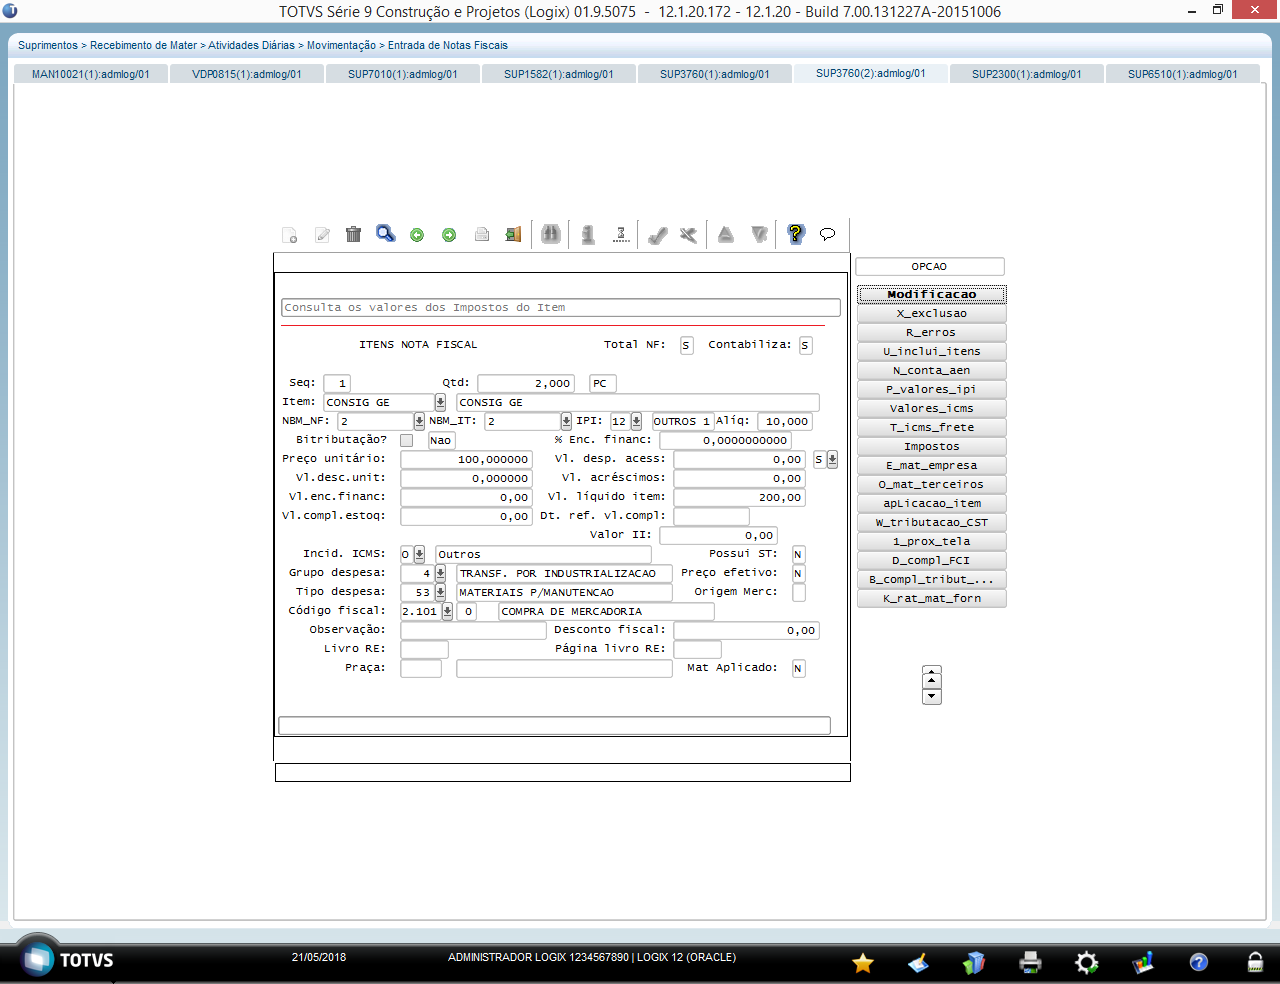 TOTVS Série 9 Construção e Projetos (Logix) 01.9.5075 - 12.1.20.172 - 12.1.20 - Build 7.00.131227A-20151006
Suprimentos > Recebimento de Mater > Atividades Diárias > Movimentação > Entrada de Notas Fiscais
MAN10021(1):admlog/01 VDP0815(1):admlog/01 SUP7010(1):admlog/01 SUP1582(1):admlog/01 SUP3760(1):admlog/01 SUP3760(2):admlog/01 SUP2300(1):admlog/01 SUP6510(1):admlog/01
OPCAO
Modificacao
X_exclusao
R_erros
U_inclui_itens
N_conta_aen
P_valores_ipi
Valores_icms
T_icms_frete
Impostos
E_mat_empresa
O_mat_terceiros
apLicacao_item
W_tributacao_CST
1_prox_tela
D_compl_FCI
B_compl_tribut_...
K_rat_mat_forn
Consulta os valores dos Impostos do Item
ITENS NOTA FISCAL Total NF: S Contabiliza: S
Seq: 1 Qtd: 2,000 PC
Item: CONSIG GE CONSIG GE
NBM_NF: 2 NBM_IT: 2 IPI: 12 OUTROS 1 Alíq: 10,000
Bitributação? Nao % Enc. financ: 0,0000000000
Preço unitário: 100,000000 Vl. desp. acess: 0,00 S
Vl.desc.unit: 0,000000 Vl. acréscimos: 0,00
Vl.enc.financ: 0,00 Vl. líquido item: 200,00
Vl.compl.estoq: 0,00 Dt. ref. vl.compl:
Valor II: 0,00
Incid. ICMS: O Outros Possui ST: N
Grupo despesa: 4 TRANSF. POR INDUSTRIALIZACAO Preço efetivo: N
Tipo despesa: 53 MATERIAIS P/MANUTENCAO Origem Merc:
Código fiscal: 2.101 0 COMPRA DE MERCADORIA
Observação: Desconto fiscal: 0,00
Livro RE: Página livro RE:
Praça: Mat Aplicado: N
TOTVS 21/05/2018 ADMINISTRADOR LOGIX 1234567890 | LOGIX 12 (ORACLE)